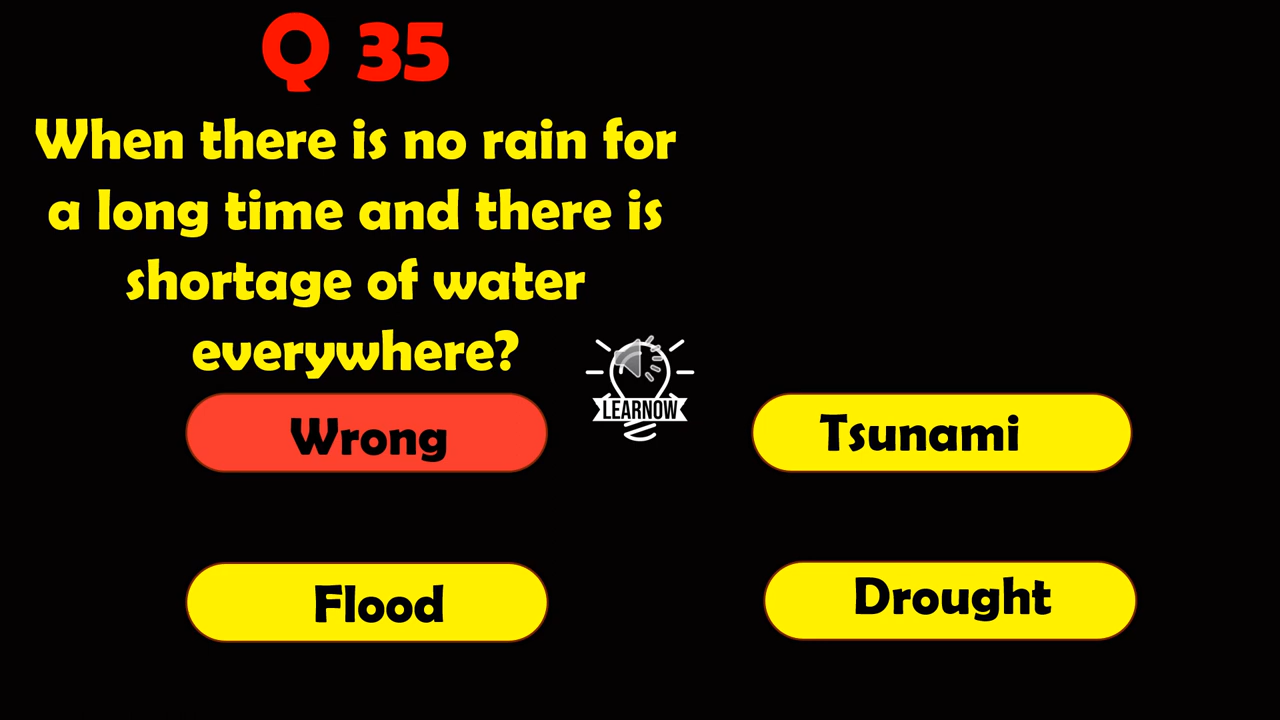 Q 35
When there is no rain for
a long time and there is
shortage of water
everywhere?
LEARNOW
Wrong
Tsunami
Flood
Drought